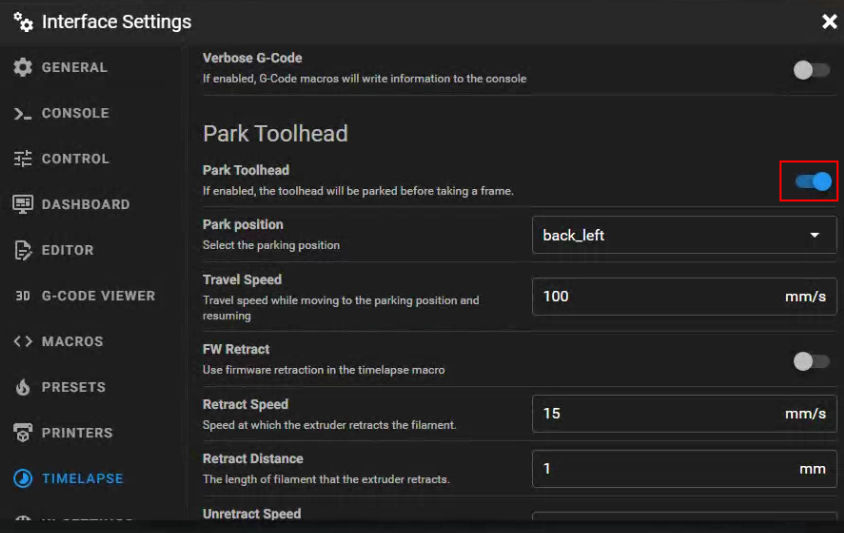 Interface Settings
GENERAL
CONSOLE
CONTROL
DASHBOARD
EDITOR
3D G-CODE VIEWER
MACROS
PRESETS
PRINTERS
TIMELAPSE
Verbose G-Code
If enabled, G-Code macros will write information to the console
Park Toolhead
Park Toolhead
If enabled, the toolhead will be parked before taking a frame.
Park position
Select the parking position
back_left
Travel Speed
Travel speed while moving to the parking position and
resuming
100 mm/s
FW Retract
Use firmware retraction in the timelapse macro
Retract Speed
Speed at which the extruder retracts the filament.
15 mm/s
Retract Distance
The length of filament that the extruder retracts.
1 mm
Unretract Speed